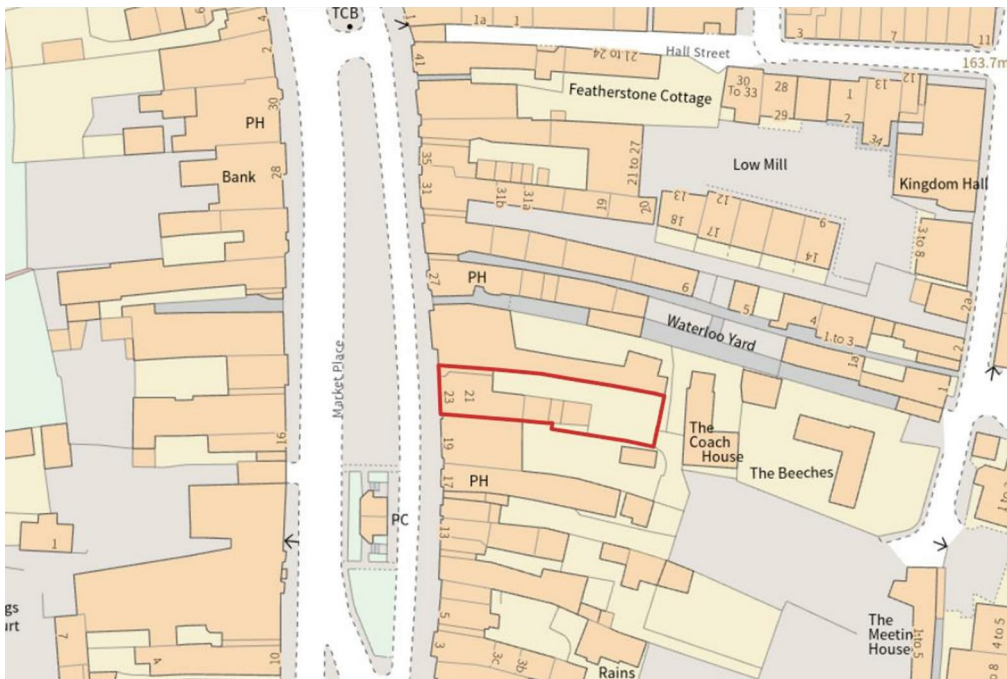 TCB
4
2
30
PH
28
Bank
Market Place
16
1
7
gs
urt
4
10
PC
1
1a
1
41
21 to 24
Hall Street
Featherstone Cottage
30
To 33
28
29
1
2
13
12
34
3
7
11
163.7m
Low Mill
Kingdom Hall
35
31
31b
31a
21 to 27
19
20
13
18
12
17
9
14
3 to 8
2a
2
27
PH
6
5
4
1 to 3
Waterloo Yard
1a
1
23
21
19
17
PH
13
5
3
3c
3b
Rains
The
Coach
House
The Beeches
The
Meetin
House
1 to 5
4 to 5